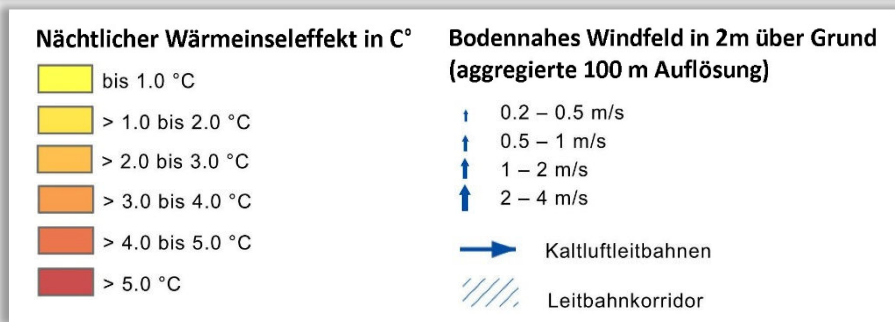 Nächtlicher Wärmeinseleffekt in C°
bis 1.0 °C
> 1.0 bis 2.0 °C
> 2.0 bis 3.0 °C
> 3.0 bis 4.0 °C
> 4.0 bis 5.0 °C
> 5.0 °C
Bodennahes Windfeld in 2m über Grund
(aggregierte 100 m Auflösung)
0.2 – 0.5 m/s
0.5 – 1 m/s
1 – 2 m/s
2 – 4 m/s
Kaltluftleitbahnen
Leitbahnkorridor